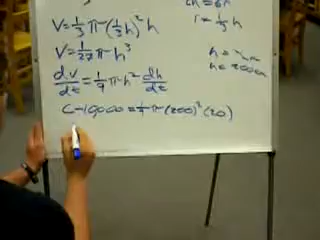 r = 1/3 h
V = 1/3 π (1/3 h)² h
V = 1/27 π h³
dV/dt = 1/9 π h² dh/dt
C - 10,000 = 1/9 π (200)² (20)